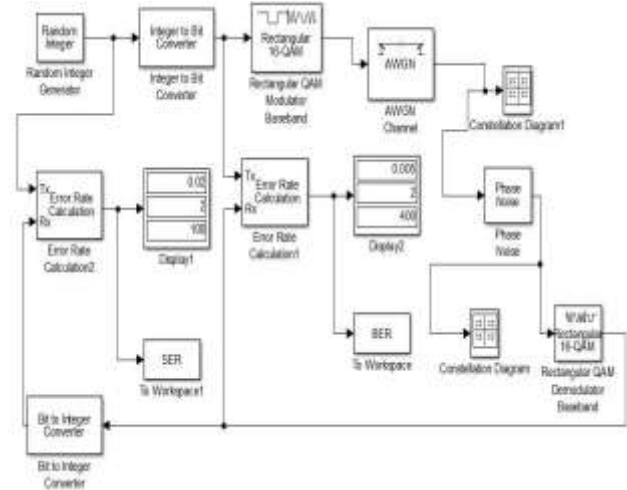 Random
Integer
Random Integer
Generator
Integer to Bit
Converter
Integer to Bit
Converter
Rectangular
16-QAM
Rectangular QAM
Modulator
Baseband
AWGN
AWGN
Channel
Constellation Diagram1
Tx
Rx
Error Rate
Calculation
Error Rate
Calculation2
0.02
2
100
Display1
Tx
Rx
Error Rate
Calculation
Error Rate
Calculation1
0.005
2
400
Display2
Phase
Noise
Phase
Noise
SER
To Workspace1
BER
To Workspace
Constellation Diagram
Rectangular
16-QAM
Rectangular QAM
Demodulator
Baseband
Bit to Integer
Converter
Bit to Integer
Converter